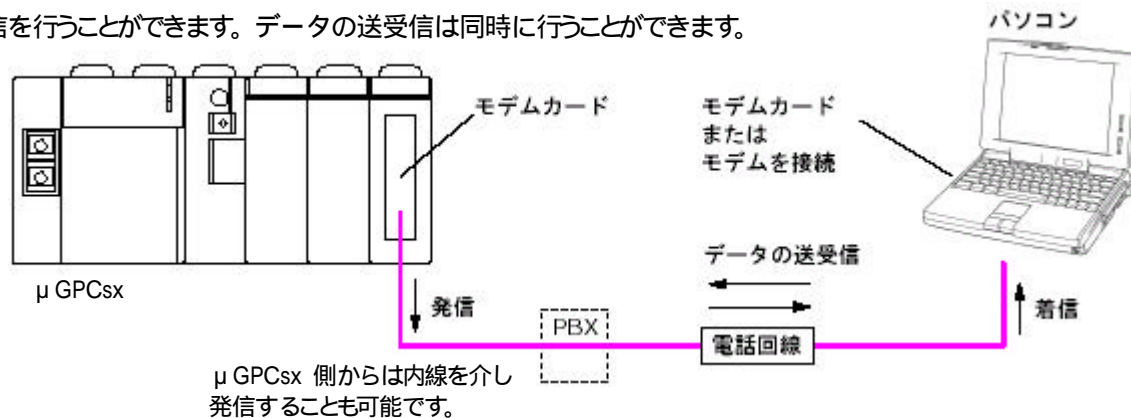 信を行うことができます。データの送受信は同時に行うことができます。
パソコン
モデムカード
モデムカード
または
モデムを接続
データの送受信
μGPCsx
発信
PBX
電話回線
着信
μGPCsx 側からは内線を介し
発信することも可能です。